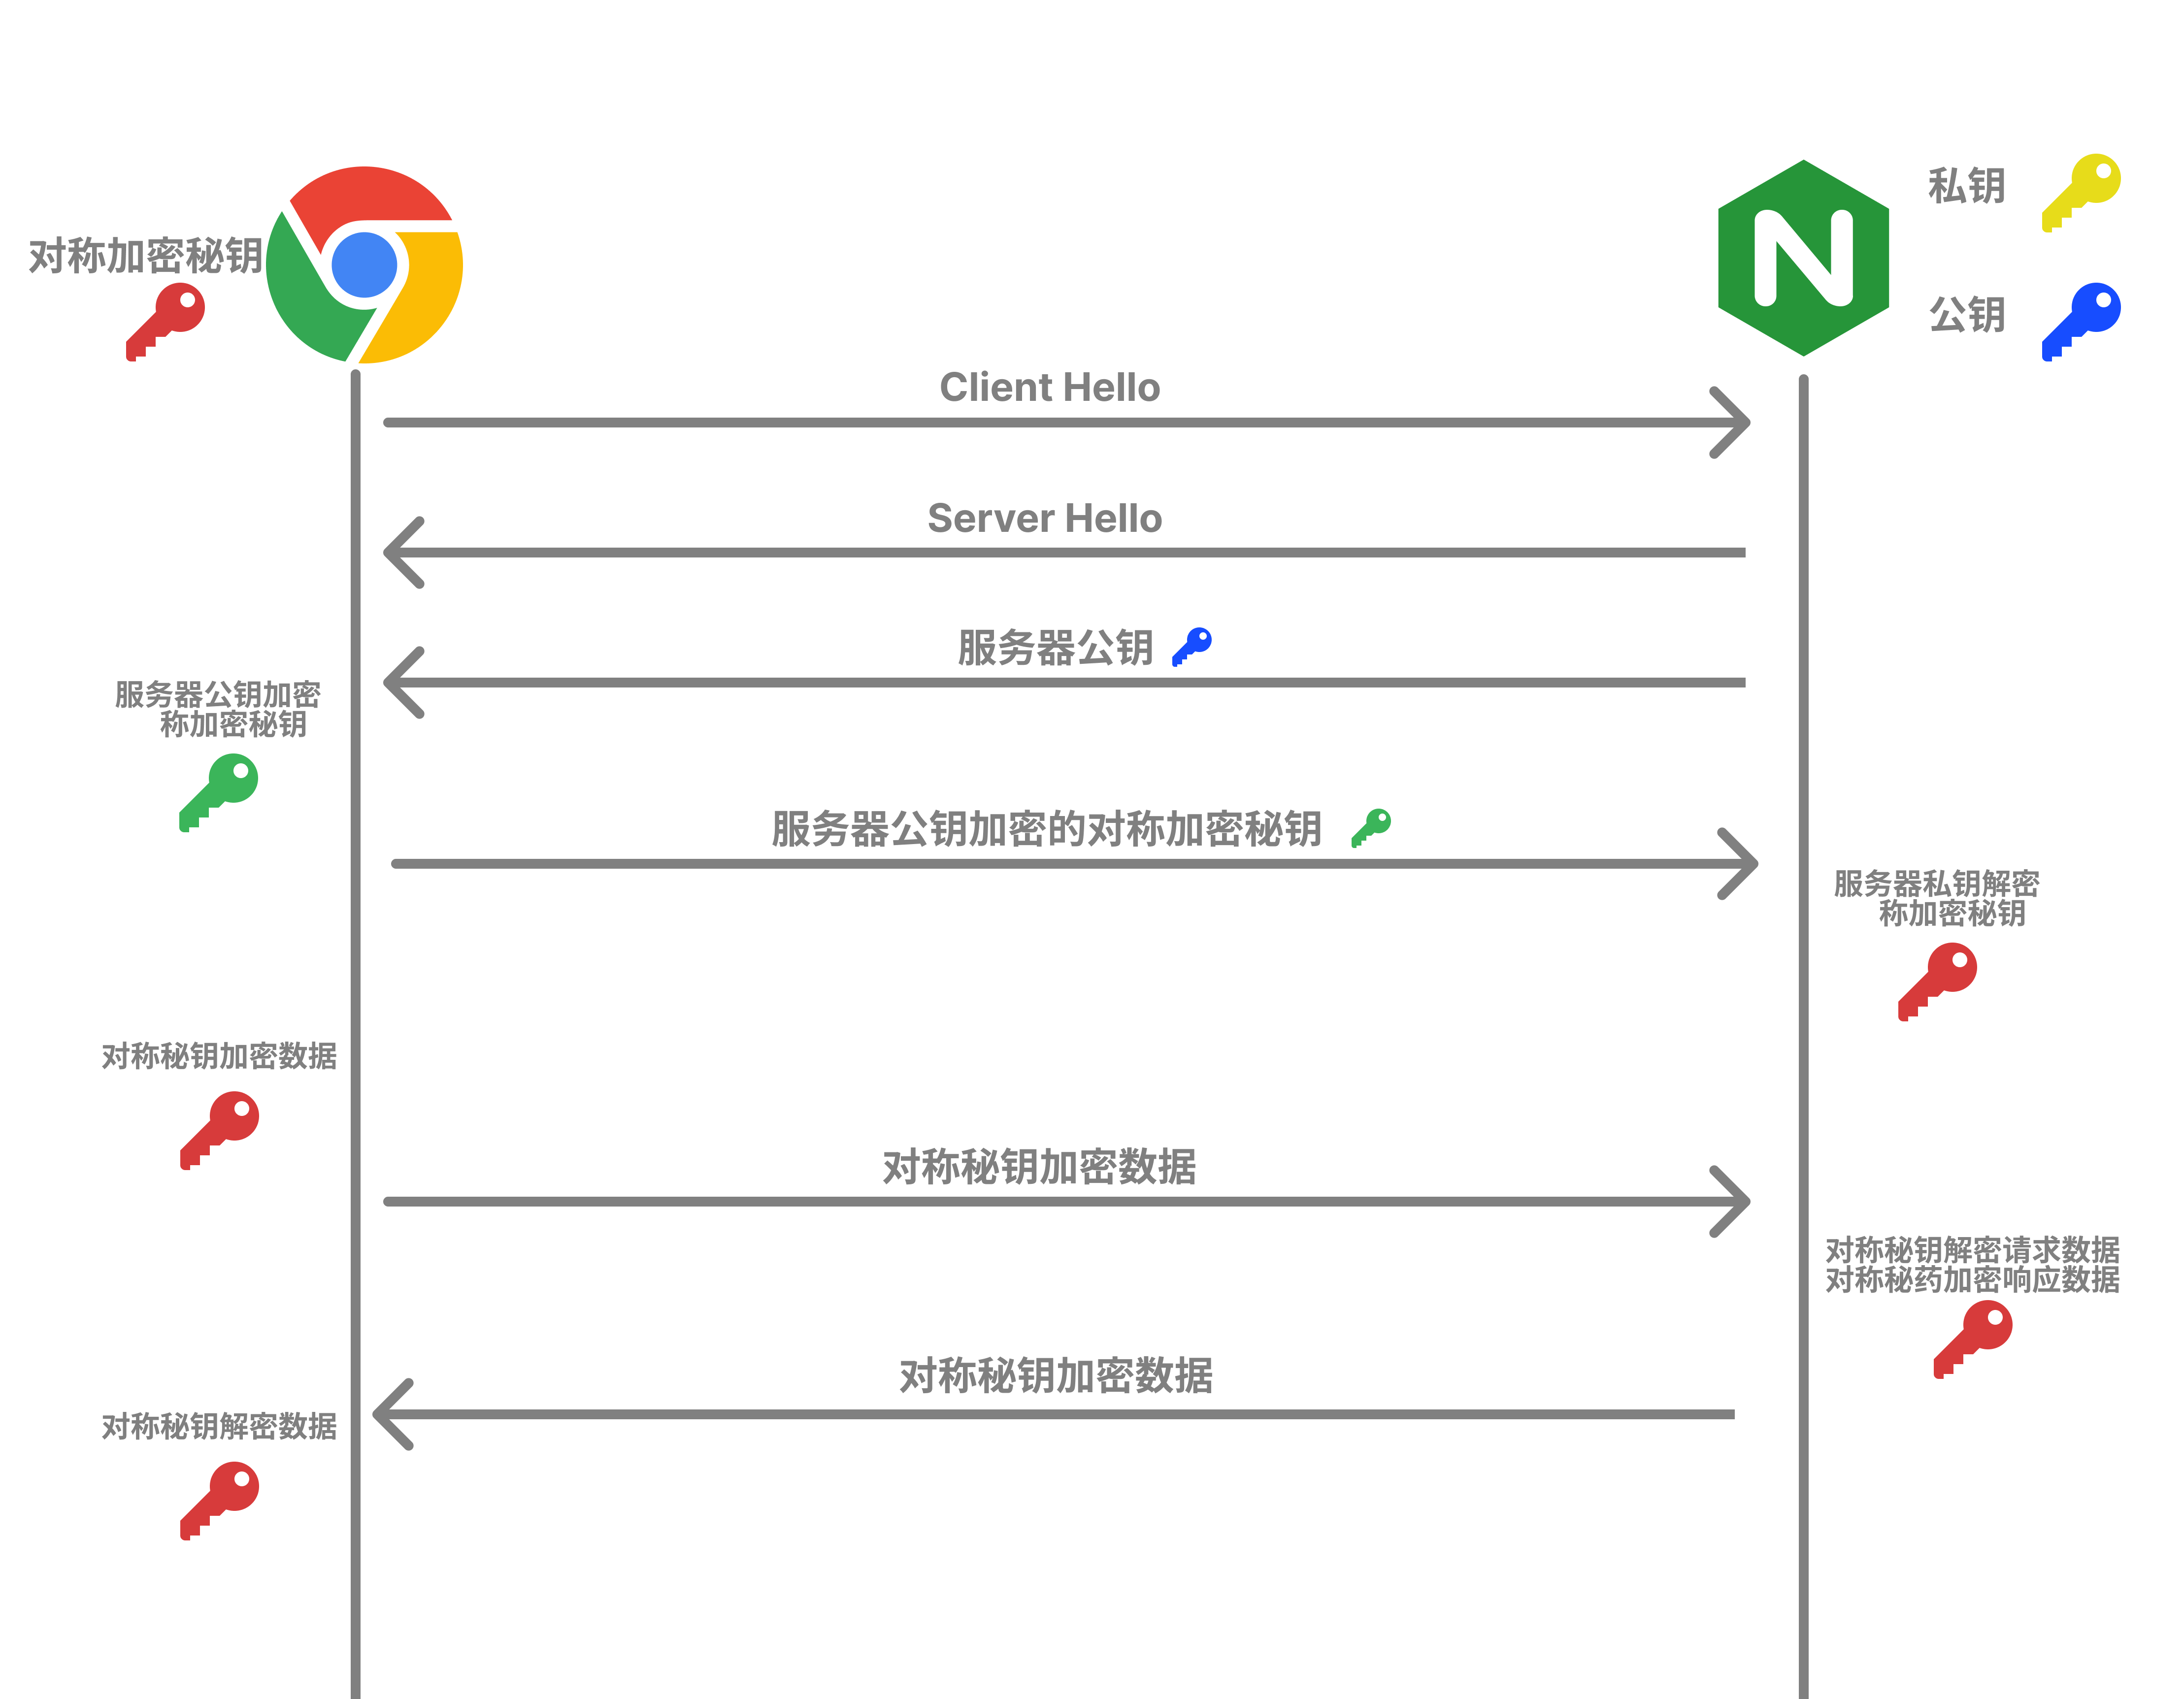 私钥
对称加密秘钥
公钥
Client Hello
Server Hello
服务器公钥
服务器公钥加密
称加密秘钥
服务器公钥加密的对称加密秘钥
服务器私钥解密
称加密秘钥
对称秘钥加密数据
对称秘钥加密数据
对称秘钥解密请求数据
对称秘药加密响应数据
对称秘钥加密数据
对称秘钥解密数据